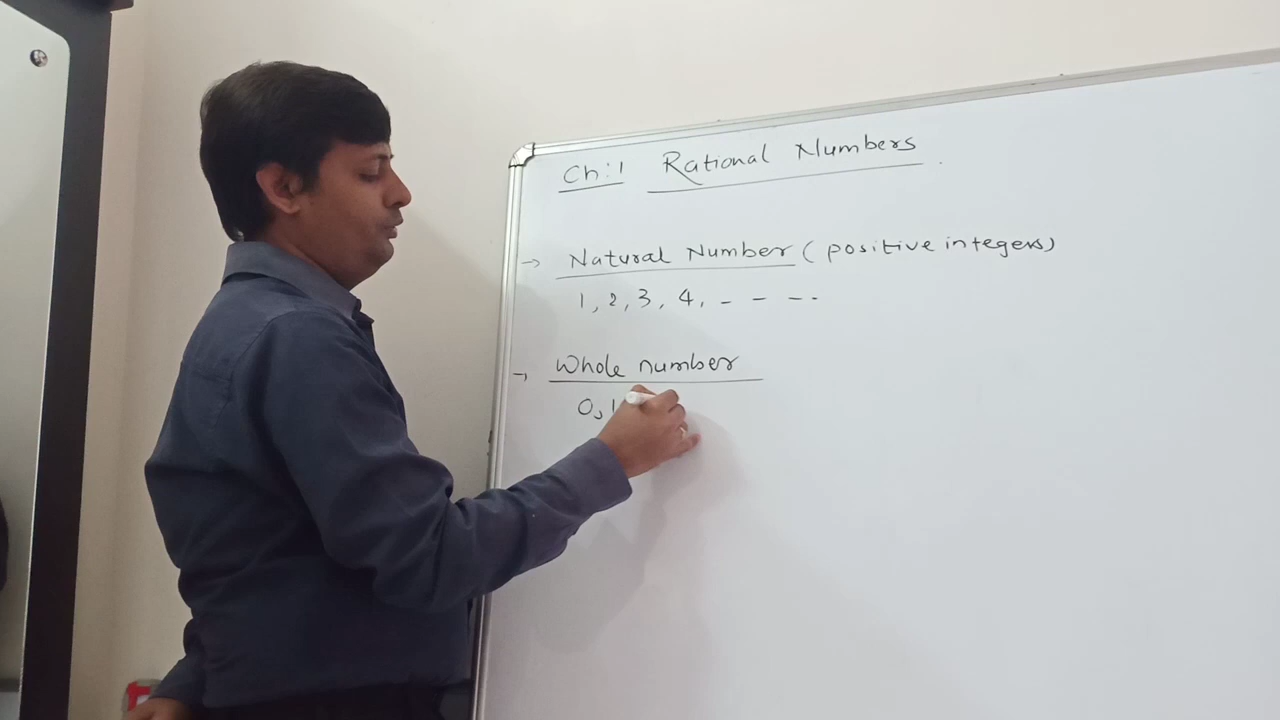 Ch:1 Rational Numbers
→ Natural Number (positive integers)
1, 2, 3, 4, - - - -.
→ Whole number
0, 1